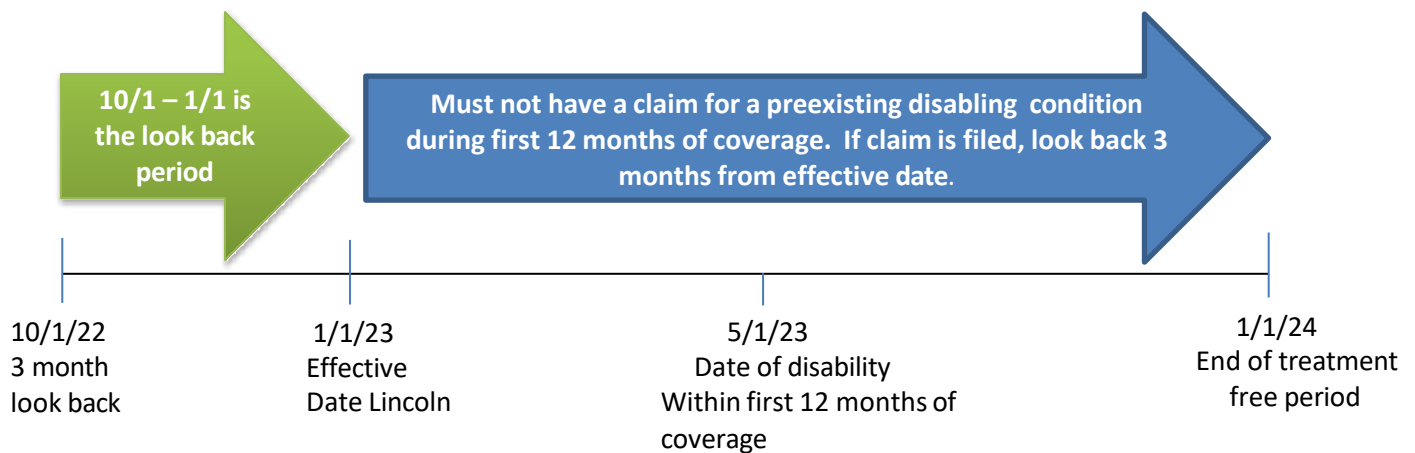 10/1 – 1/1 is
the look back
period
Must not have a claim for a preexisting disabling condition
during first 12 months of coverage. If claim is filed, look back 3
months from effective date.
10/1/22
3 month
look back
1/1/23
Effective
Date Lincoln
5/1/23
Date of disability
Within first 12 months of
coverage
1/1/24
End of treatment
free period